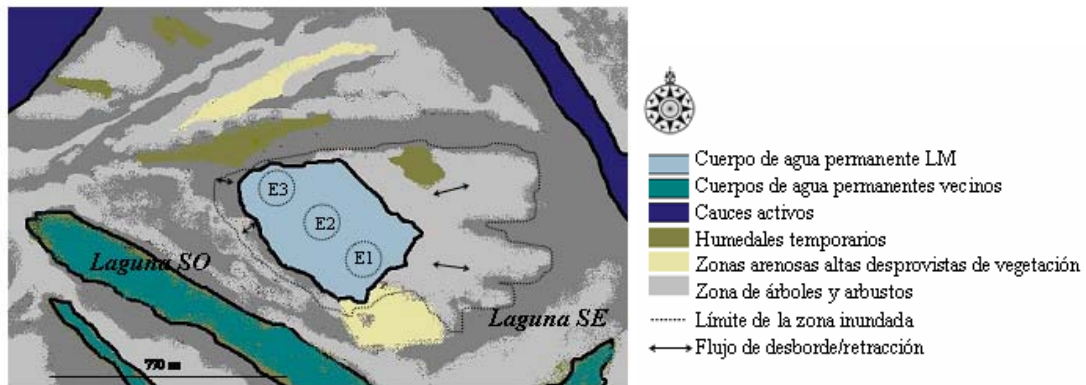 E3
E2
E1
Laguna SO
Laguna SE
770 m
Cuerpo de agua permanente LM
Cuerpos de agua permanentes vecinos
Cauces activos
Humedales temporarios
Zonas arenosas altas desprovistas de vegetación
Zona de árboles y arbustos
Límite de la zona inundada
Flujo de desborde/retracción